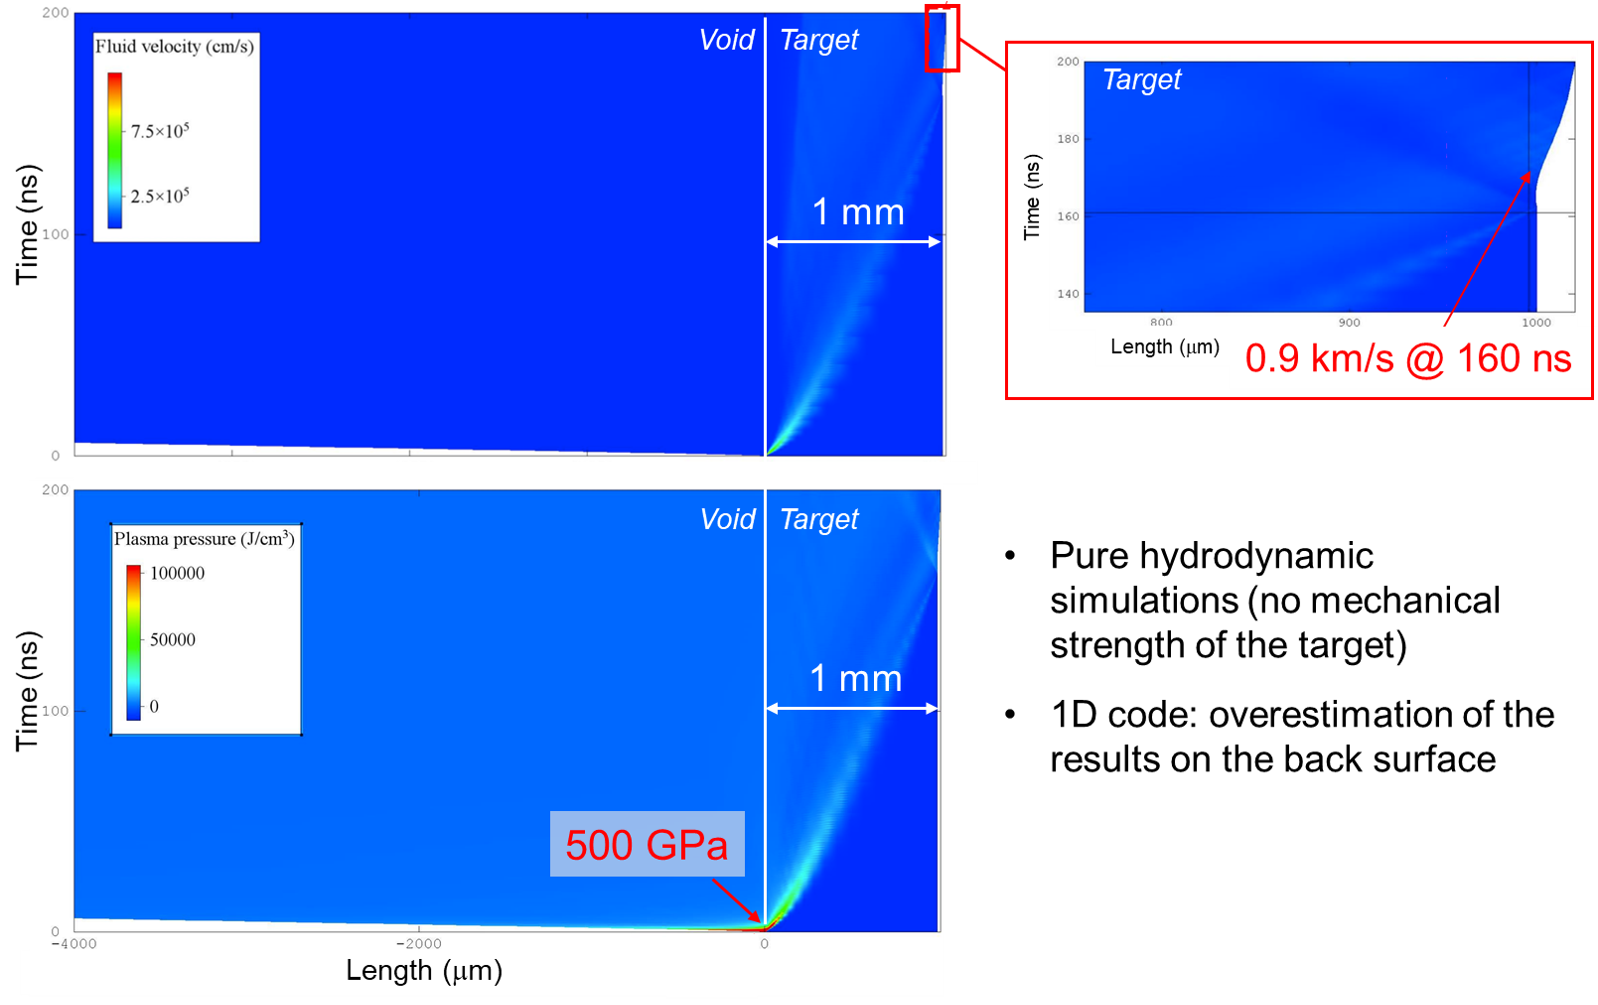 200
Fluid velocity (cm/s)
7.5×10⁵
2.5×10⁵
Void
Target
Time (ns)
100
1 mm
0
Target
200
180
160
140
Time (ns)
800
900
1000
Length (μm)
0.9 km/s @ 160 ns
200
Plasma pressure (J/cm³)
100000
50000
0
Void
Target
Time (ns)
100
1 mm
500 GPa
0
−4000
−2000
0
Length (μm)
• Pure hydrodynamic
simulations (no mechanical
strength of the target)
• 1D code: overestimation of the
results on the back surface